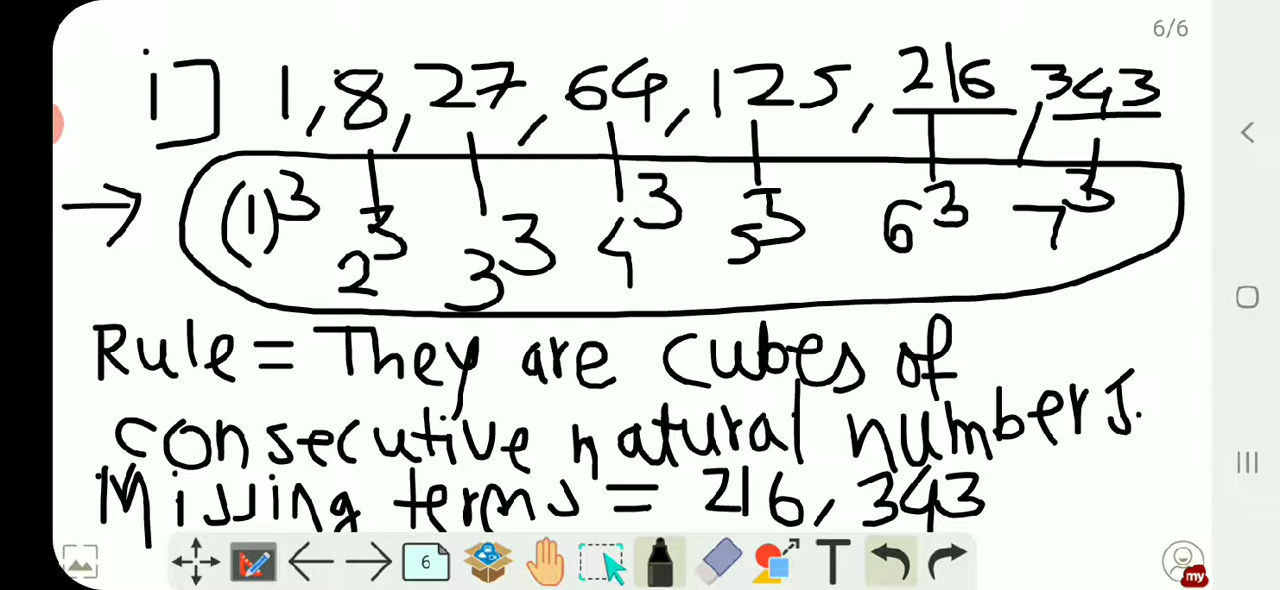 6/6
i] 1, 8, 27, 64, 125, 216, 343
→ (1)³ 2³ 3³ 4³ 5³ 6³ 7³
Rule = They are cubes of
consecutive natural numbers.
Missing terms = 216, 343
6 T my